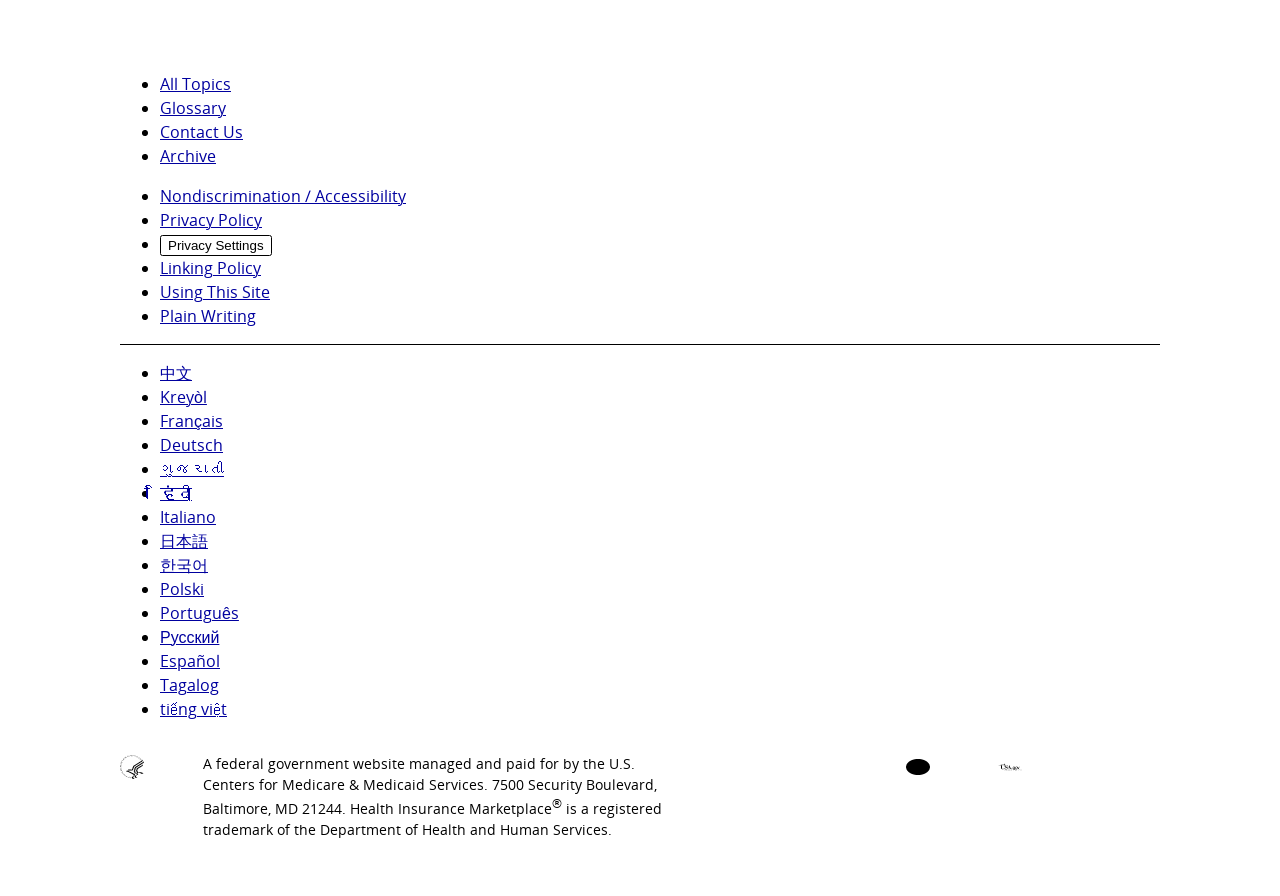 All Topics
Glossary
Contact Us
Archive
Nondiscrimination / Accessibility
Privacy Policy
Privacy Settings
Linking Policy
Using This Site
Plain Writing
中文
Kreyòl
Français
Deutsch
ગુજરાતી
हिंदी
Italiano
日本語
한국어
Polski
Português
Русский
Español
Tagalog
tiếng việt
A federal government website managed and paid for by the U.S.
Centers for Medicare & Medicaid Services. 7500 Security Boulevard,
Baltimore, MD 21244. Health Insurance Marketplace® is a registered
trademark of the Department of Health and Human Services.